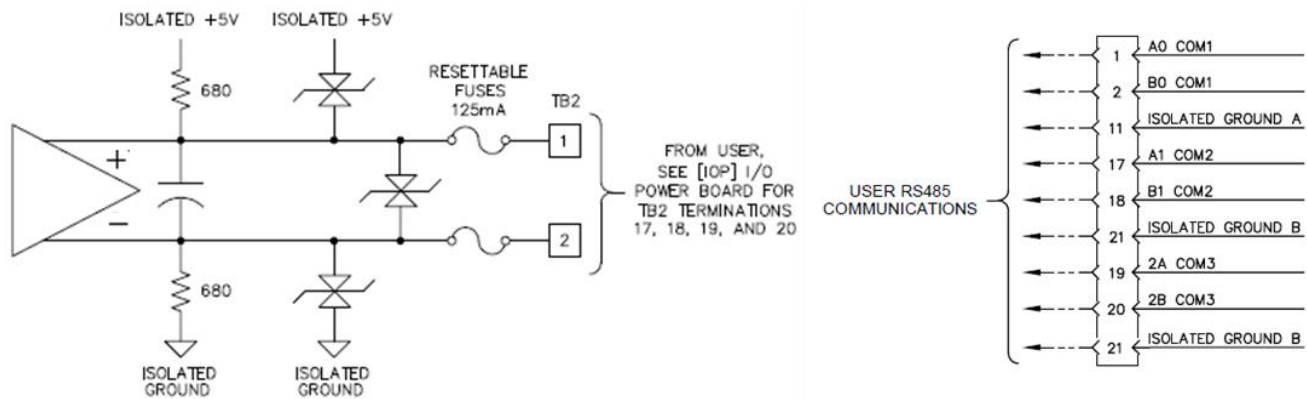 ISOLATED +5V
ISOLATED +5V
680
RESETTABLE
FUSES
125mA
TB2
+
1
-
2
680
ISOLATED
GROUND
ISOLATED
GROUND
FROM USER,
SEE [IOP] I/O
POWER BOARD FOR
TB2 TERMINATIONS
17, 18, 19, AND 20
USER RS485
COMMUNICATIONS
1 A0 COM1
2 B0 COM1
11 ISOLATED GROUND A
17 A1 COM2
18 B1 COM2
21 ISOLATED GROUND B
19 2A COM3
20 2B COM3
21 ISOLATED GROUND B